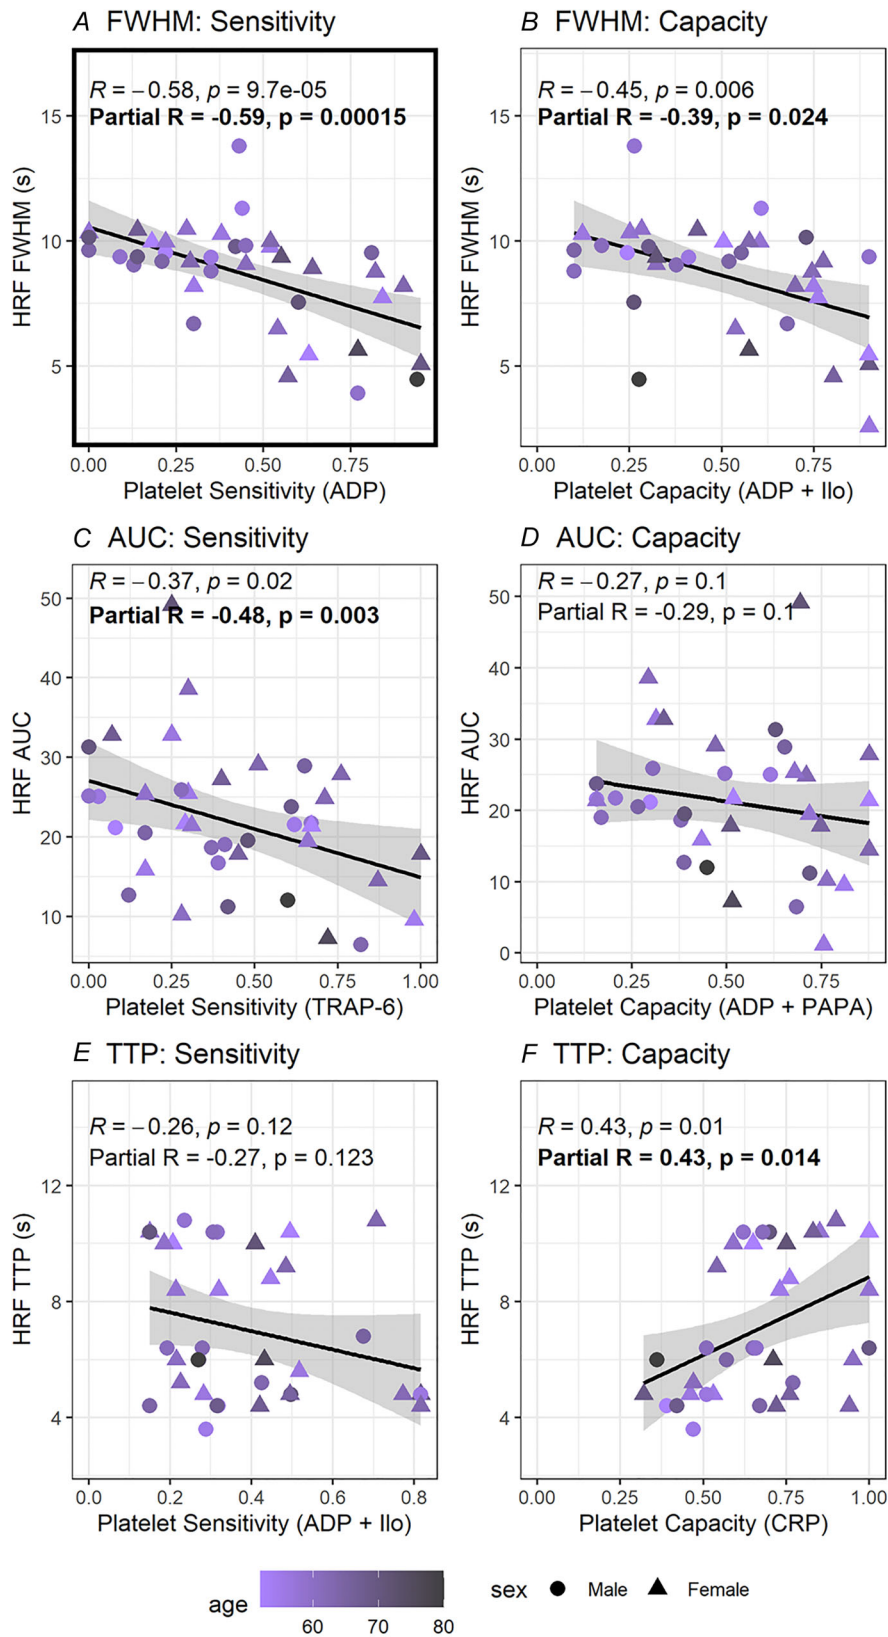 A FWHM: Sensitivity
R = −0.58, p = 9.7e-05
Partial R = -0.59, p = 0.00015
HRF FWHM (s)
15
10
5
0.00 0.25 0.50 0.75
Platelet Sensitivity (ADP)
B FWHM: Capacity
R = −0.45, p = 0.006
Partial R = -0.39, p = 0.024
HRF FWHM (s)
15
10
5
0.00 0.25 0.50 0.75
Platelet Capacity (ADP + Ilo)
C AUC: Sensitivity
R = −0.37, p = 0.02
Partial R = -0.48, p = 0.003
HRF AUC
50
40
30
20
10
0.00 0.25 0.50 0.75 1.00
Platelet Sensitivity (TRAP-6)
D AUC: Capacity
R = −0.27, p = 0.1
Partial R = -0.29, p = 0.1
HRF AUC
50
40
30
20
10
0
0.00 0.25 0.50 0.75
Platelet Capacity (ADP + PAPA)
E TTP: Sensitivity
R = −0.26, p = 0.12
Partial R = -0.27, p = 0.123
HRF TTP (s)
12
8
4
0.0 0.2 0.4 0.6 0.8
Platelet Sensitivity (ADP + Ilo)
F TTP: Capacity
R = 0.43, p = 0.01
Partial R = 0.43, p = 0.014
HRF TTP (s)
12
8
4
0.00 0.25 0.50 0.75 1.00
Platelet Capacity (CRP)
age
60 70 80
sex Male Female